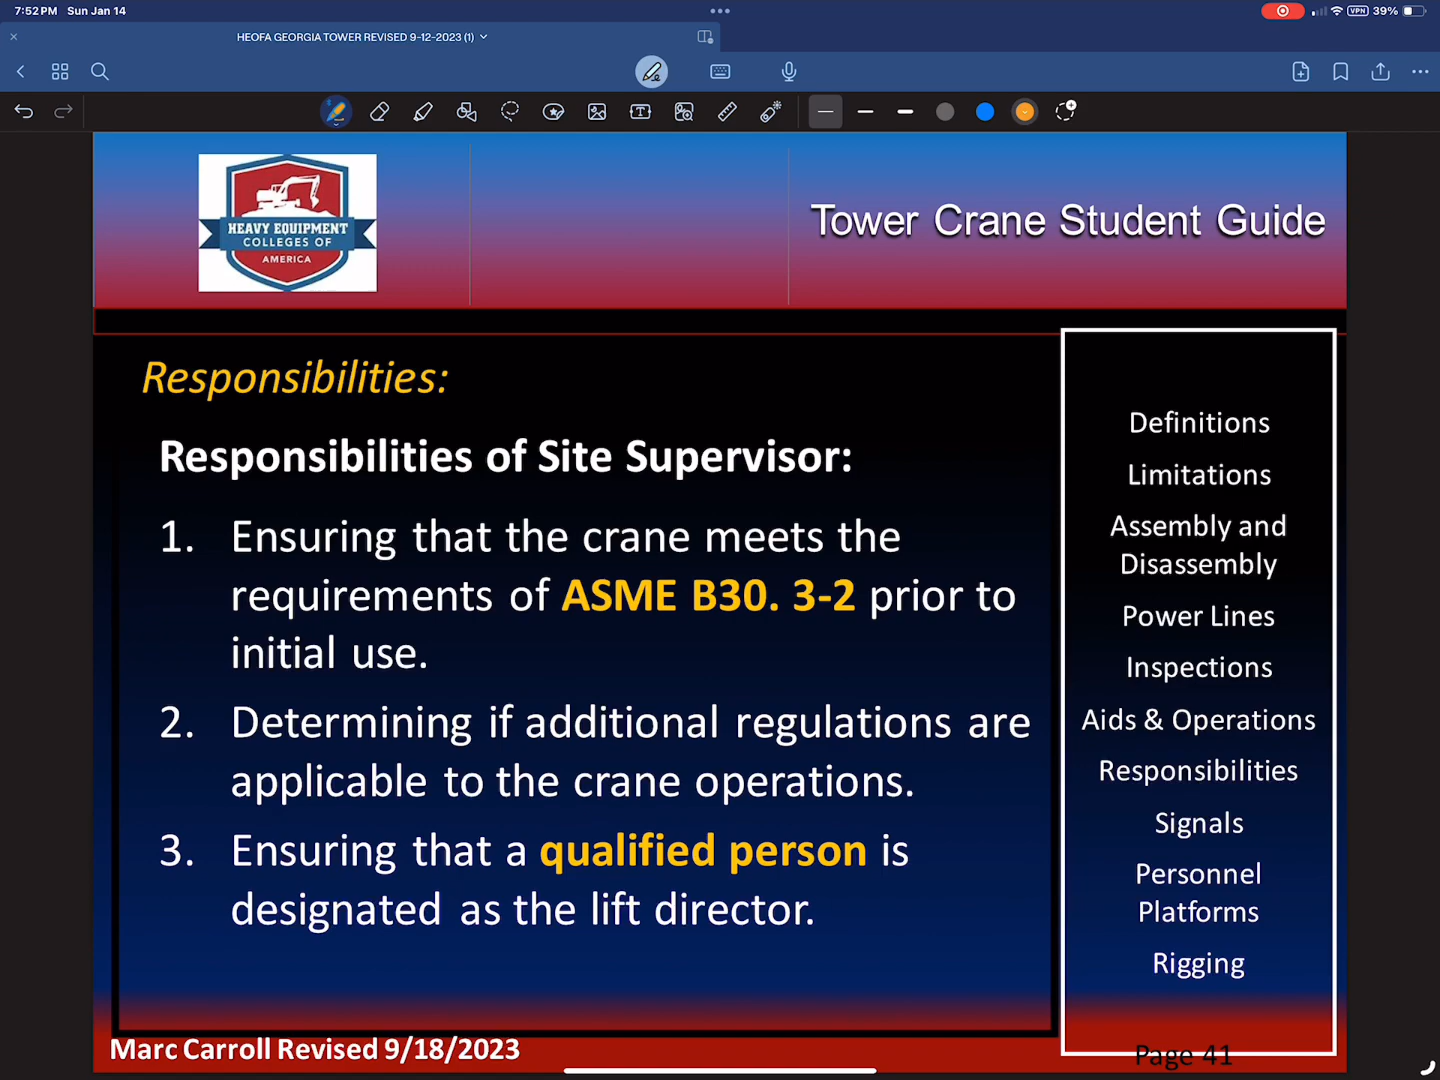 7:52 PM Sun Jan 14
VPN 39%
HEOFA GEORGIA TOWER REVISED 9-12-2023 (1)
HEAVY EQUIPMENT
COLLEGES OF
AMERICA
Tower Crane Student Guide
Responsibilities:
Responsibilities of Site Supervisor:
1. Ensuring that the crane meets the
requirements of ASME B30. 3-2 prior to
initial use.
2. Determining if additional regulations are
applicable to the crane operations.
3. Ensuring that a qualified person is
designated as the lift director.
Definitions
Limitations
Assembly and
Disassembly
Power Lines
Inspections
Aids & Operations
Responsibilities
Signals
Personnel
Platforms
Rigging
Marc Carroll Revised 9/18/2023
Page 41